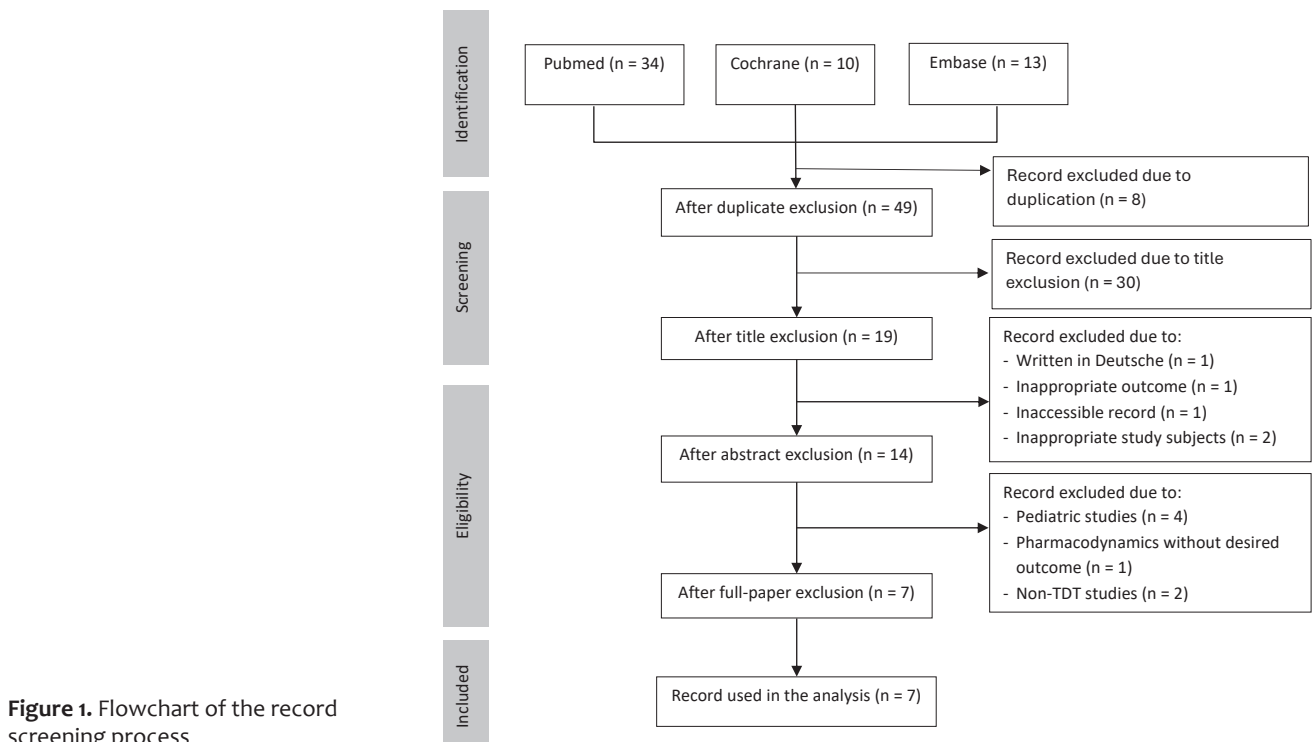 Identification
Pubmed (n = 34)
Cochrane (n = 10)
Embase (n = 13)
Record excluded due to
duplication (n = 8)
Screening
After duplicate exclusion (n = 49)
Record excluded due to title
exclusion (n = 30)
After title exclusion (n = 19)
Record excluded due to:
- Written in Deutsche (n = 1)
- Inappropriate outcome (n = 1)
- Inaccessible record (n = 1)
- Inappropriate study subjects (n = 2)
Eligibility
After abstract exclusion (n = 14)
Record excluded due to:
- Pediatric studies (n = 4)
- Pharmacodynamics without desired
outcome (n = 1)
- Non-TDT studies (n = 2)
After full-paper exclusion (n = 7)
Included
Record used in the analysis (n = 7)
Figure 1. Flowchart of the record
screening process